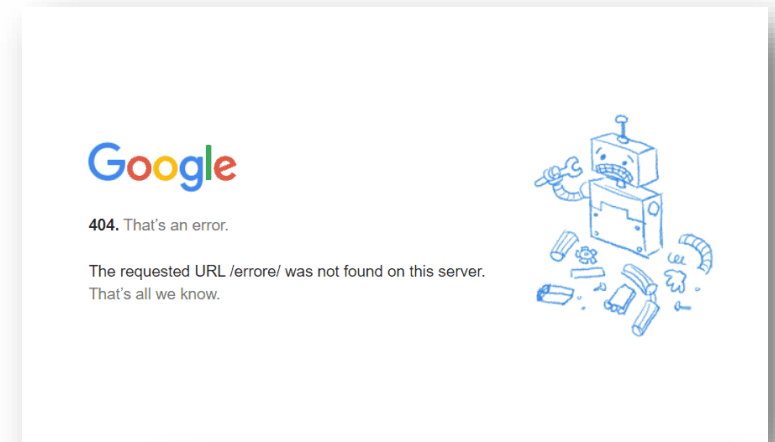 Google
404. That's an error.
The requested URL /errore/ was not found on this server.
That's all we know.